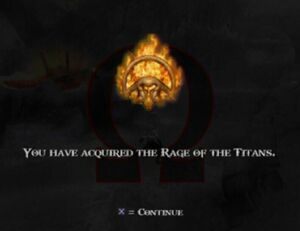 You have acquired the Rage of the Titans.
X = Continue